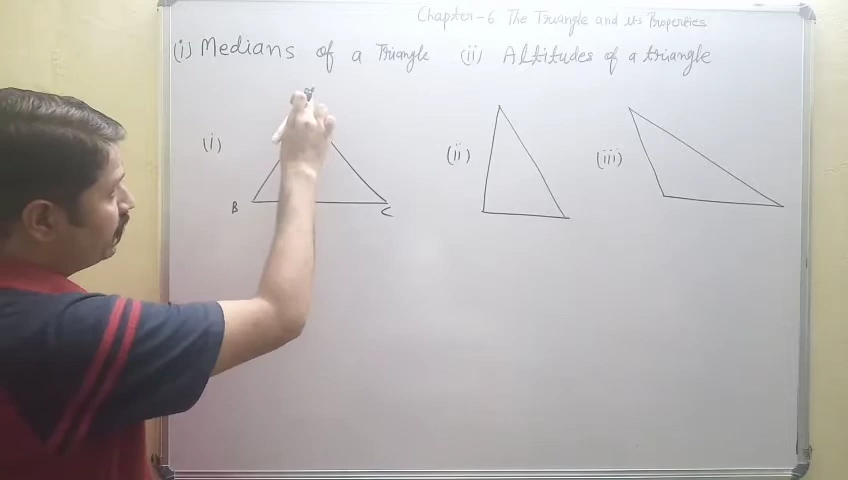 Chapter-6 The Triangle and its Properties
(i) Medians of a Triangle (ii) Altitudes of a triangle
(i) (ii) (iii)
B C